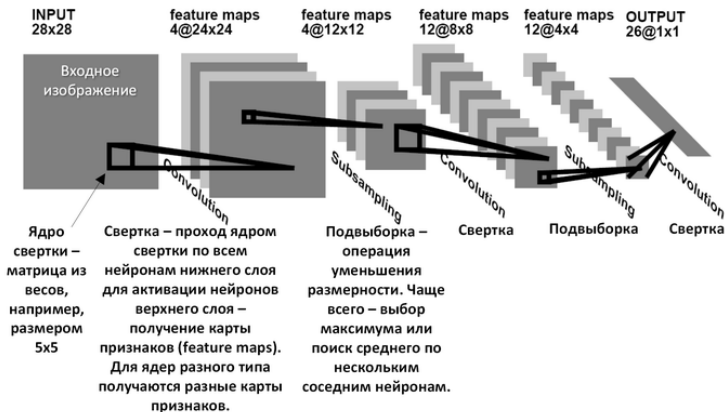 INPUT
28x28
feature maps
4@24x24
feature maps
4@12x12
feature maps
12@8x8
feature maps
12@4x4
OUTPUT
26@1x1
Входное
изображение
Convolution
Subsampling
Convolution
Subsampling
Convolution
Ядро
свертки –
матрица из
весов,
например,
размером
5x5
Свертка – проход ядром
свертки по всем
нейронам нижнего слоя
для активации нейронов
верхнего слоя –
получение карты
признаков (feature maps).
Для ядер разного типа
получаются разные карты
признаков.
Подвыборка –
операция
уменьшения
размерности. Чаще
всего – выбор
максимума или
поиск среднего по
нескольким
соседним нейронам.
Свертка
Подвыборка
Свертка